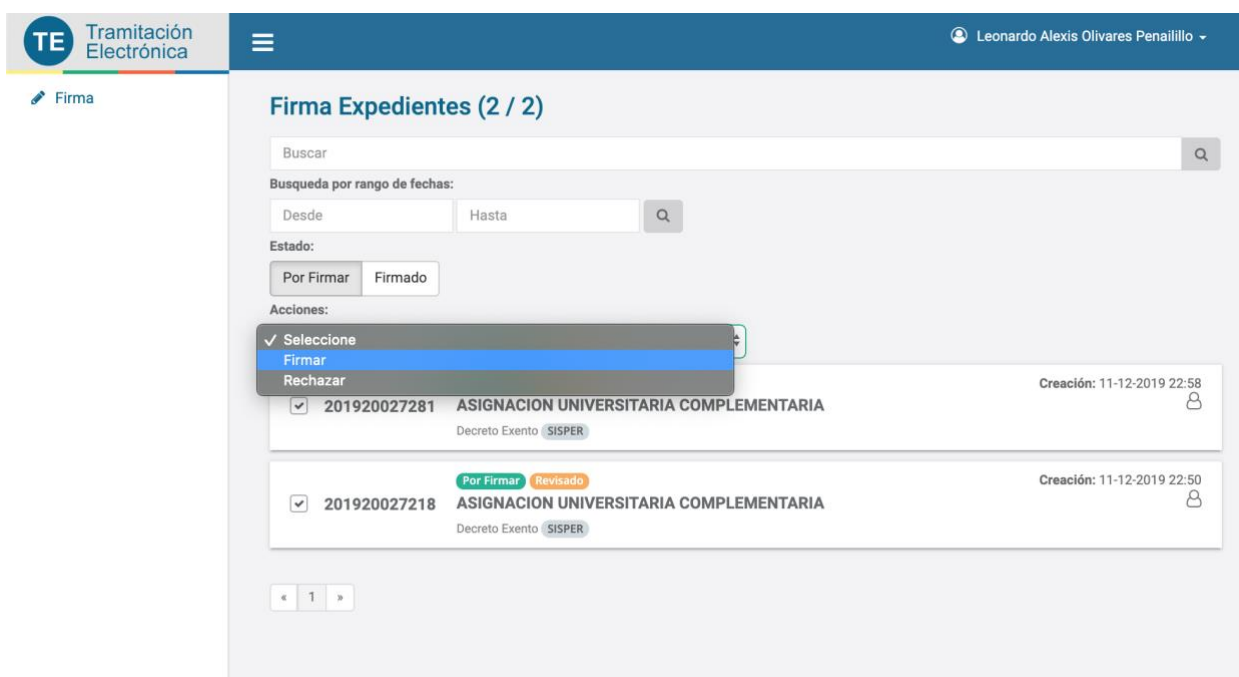 TE
Tramitación
Electrónica
Leonardo Alexis Olivares Penailillo
Firma
Firma Expedientes (2 / 2)
Buscar
Busqueda por rango de fechas:
Desde Hasta
Estado:
Por Firmar Firmado
Acciones:
✓ Seleccione
Firmar
Rechazar
Creación: 11-12-2019 22:58
201920027281 ASIGNACION UNIVERSITARIA COMPLEMENTARIA
Decreto Exento SISPER
Por Firmar Revisado Creación: 11-12-2019 22:50
201920027218 ASIGNACION UNIVERSITARIA COMPLEMENTARIA
Decreto Exento SISPER
« 1 »